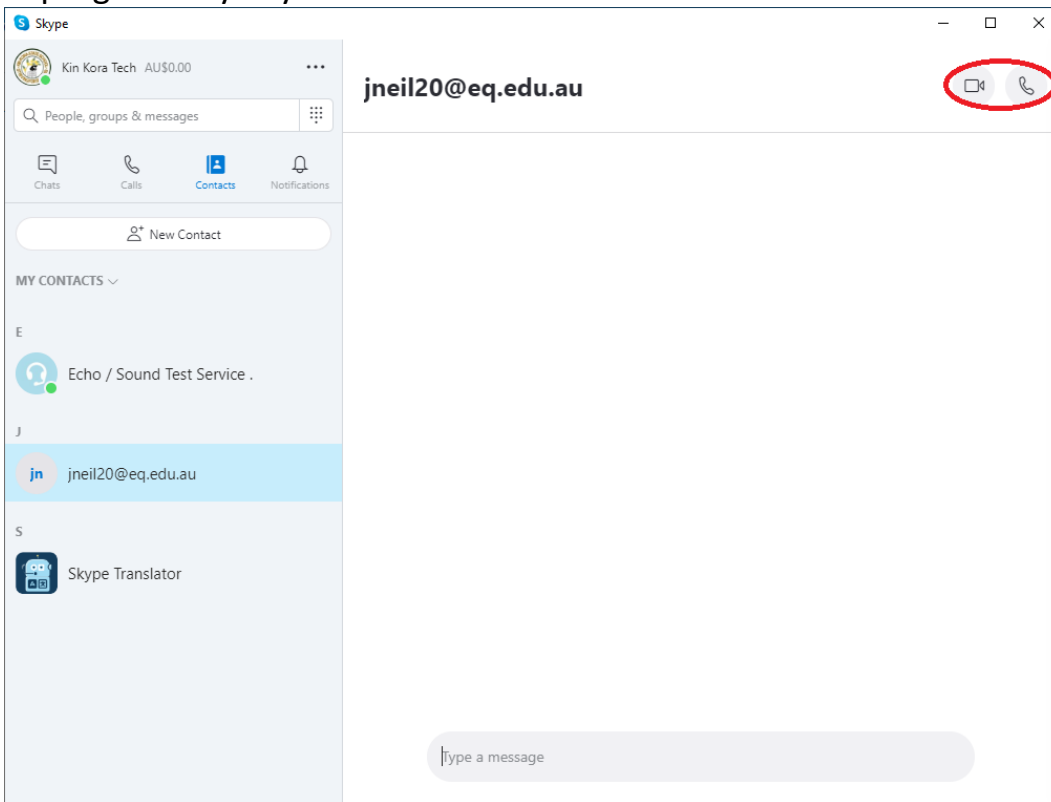 Skype
Kin Kora Tech AU$0.00
People, groups & messages
Chats Calls Contacts Notifications
New Contact
MY CONTACTS
E
Echo / Sound Test Service .
J
jn jneil20@eq.edu.au
S
Skype Translator
jneil20@eq.edu.au
Type a message